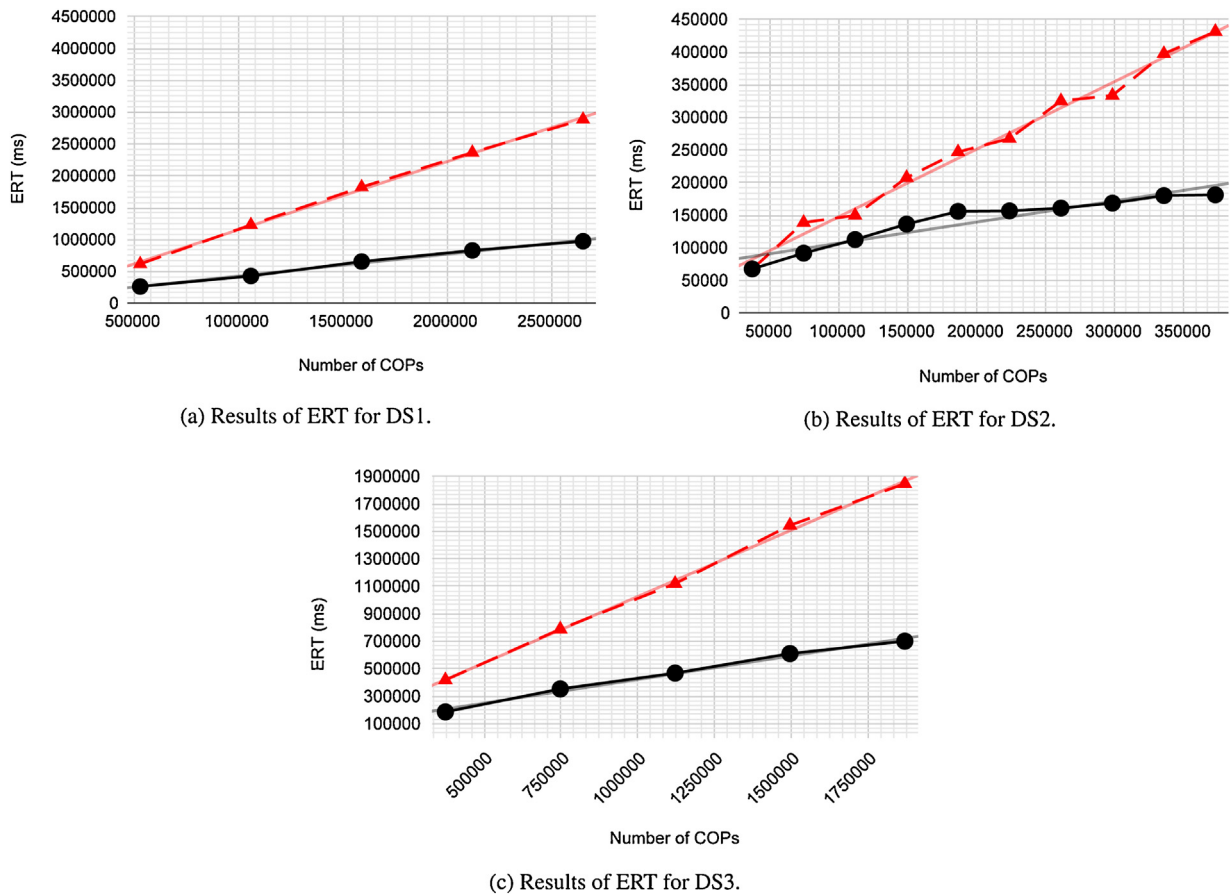 4500000
4000000
3500000
3000000
2500000
2000000
1500000
1000000
500000
0
ERT (ms)
500000 1000000 1500000 2000000 2500000
Number of COPs
(a) Results of ERT for DS1.
450000
400000
350000
300000
250000
200000
150000
100000
50000
0
ERT (ms)
50000 100000 150000 200000 250000 300000 350000
Number of COPs
(b) Results of ERT for DS2.
1900000
1700000
1500000
1300000
1100000
900000
700000
500000
300000
100000
ERT (ms)
500000 750000 1000000 1250000 1500000 1750000
Number of COPs
(c) Results of ERT for DS3.